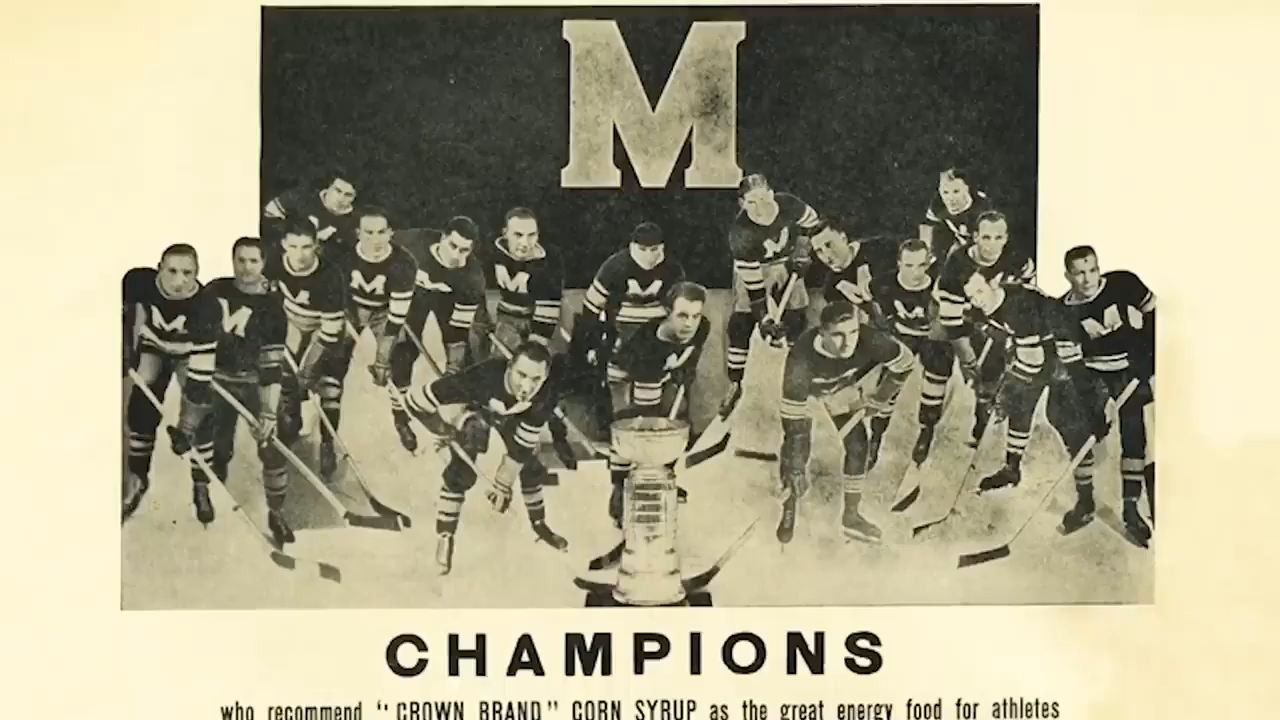 M
CHAMPIONS
who recommend "CROWN BRAND" CORN SYRUP as the great energy food for athletes